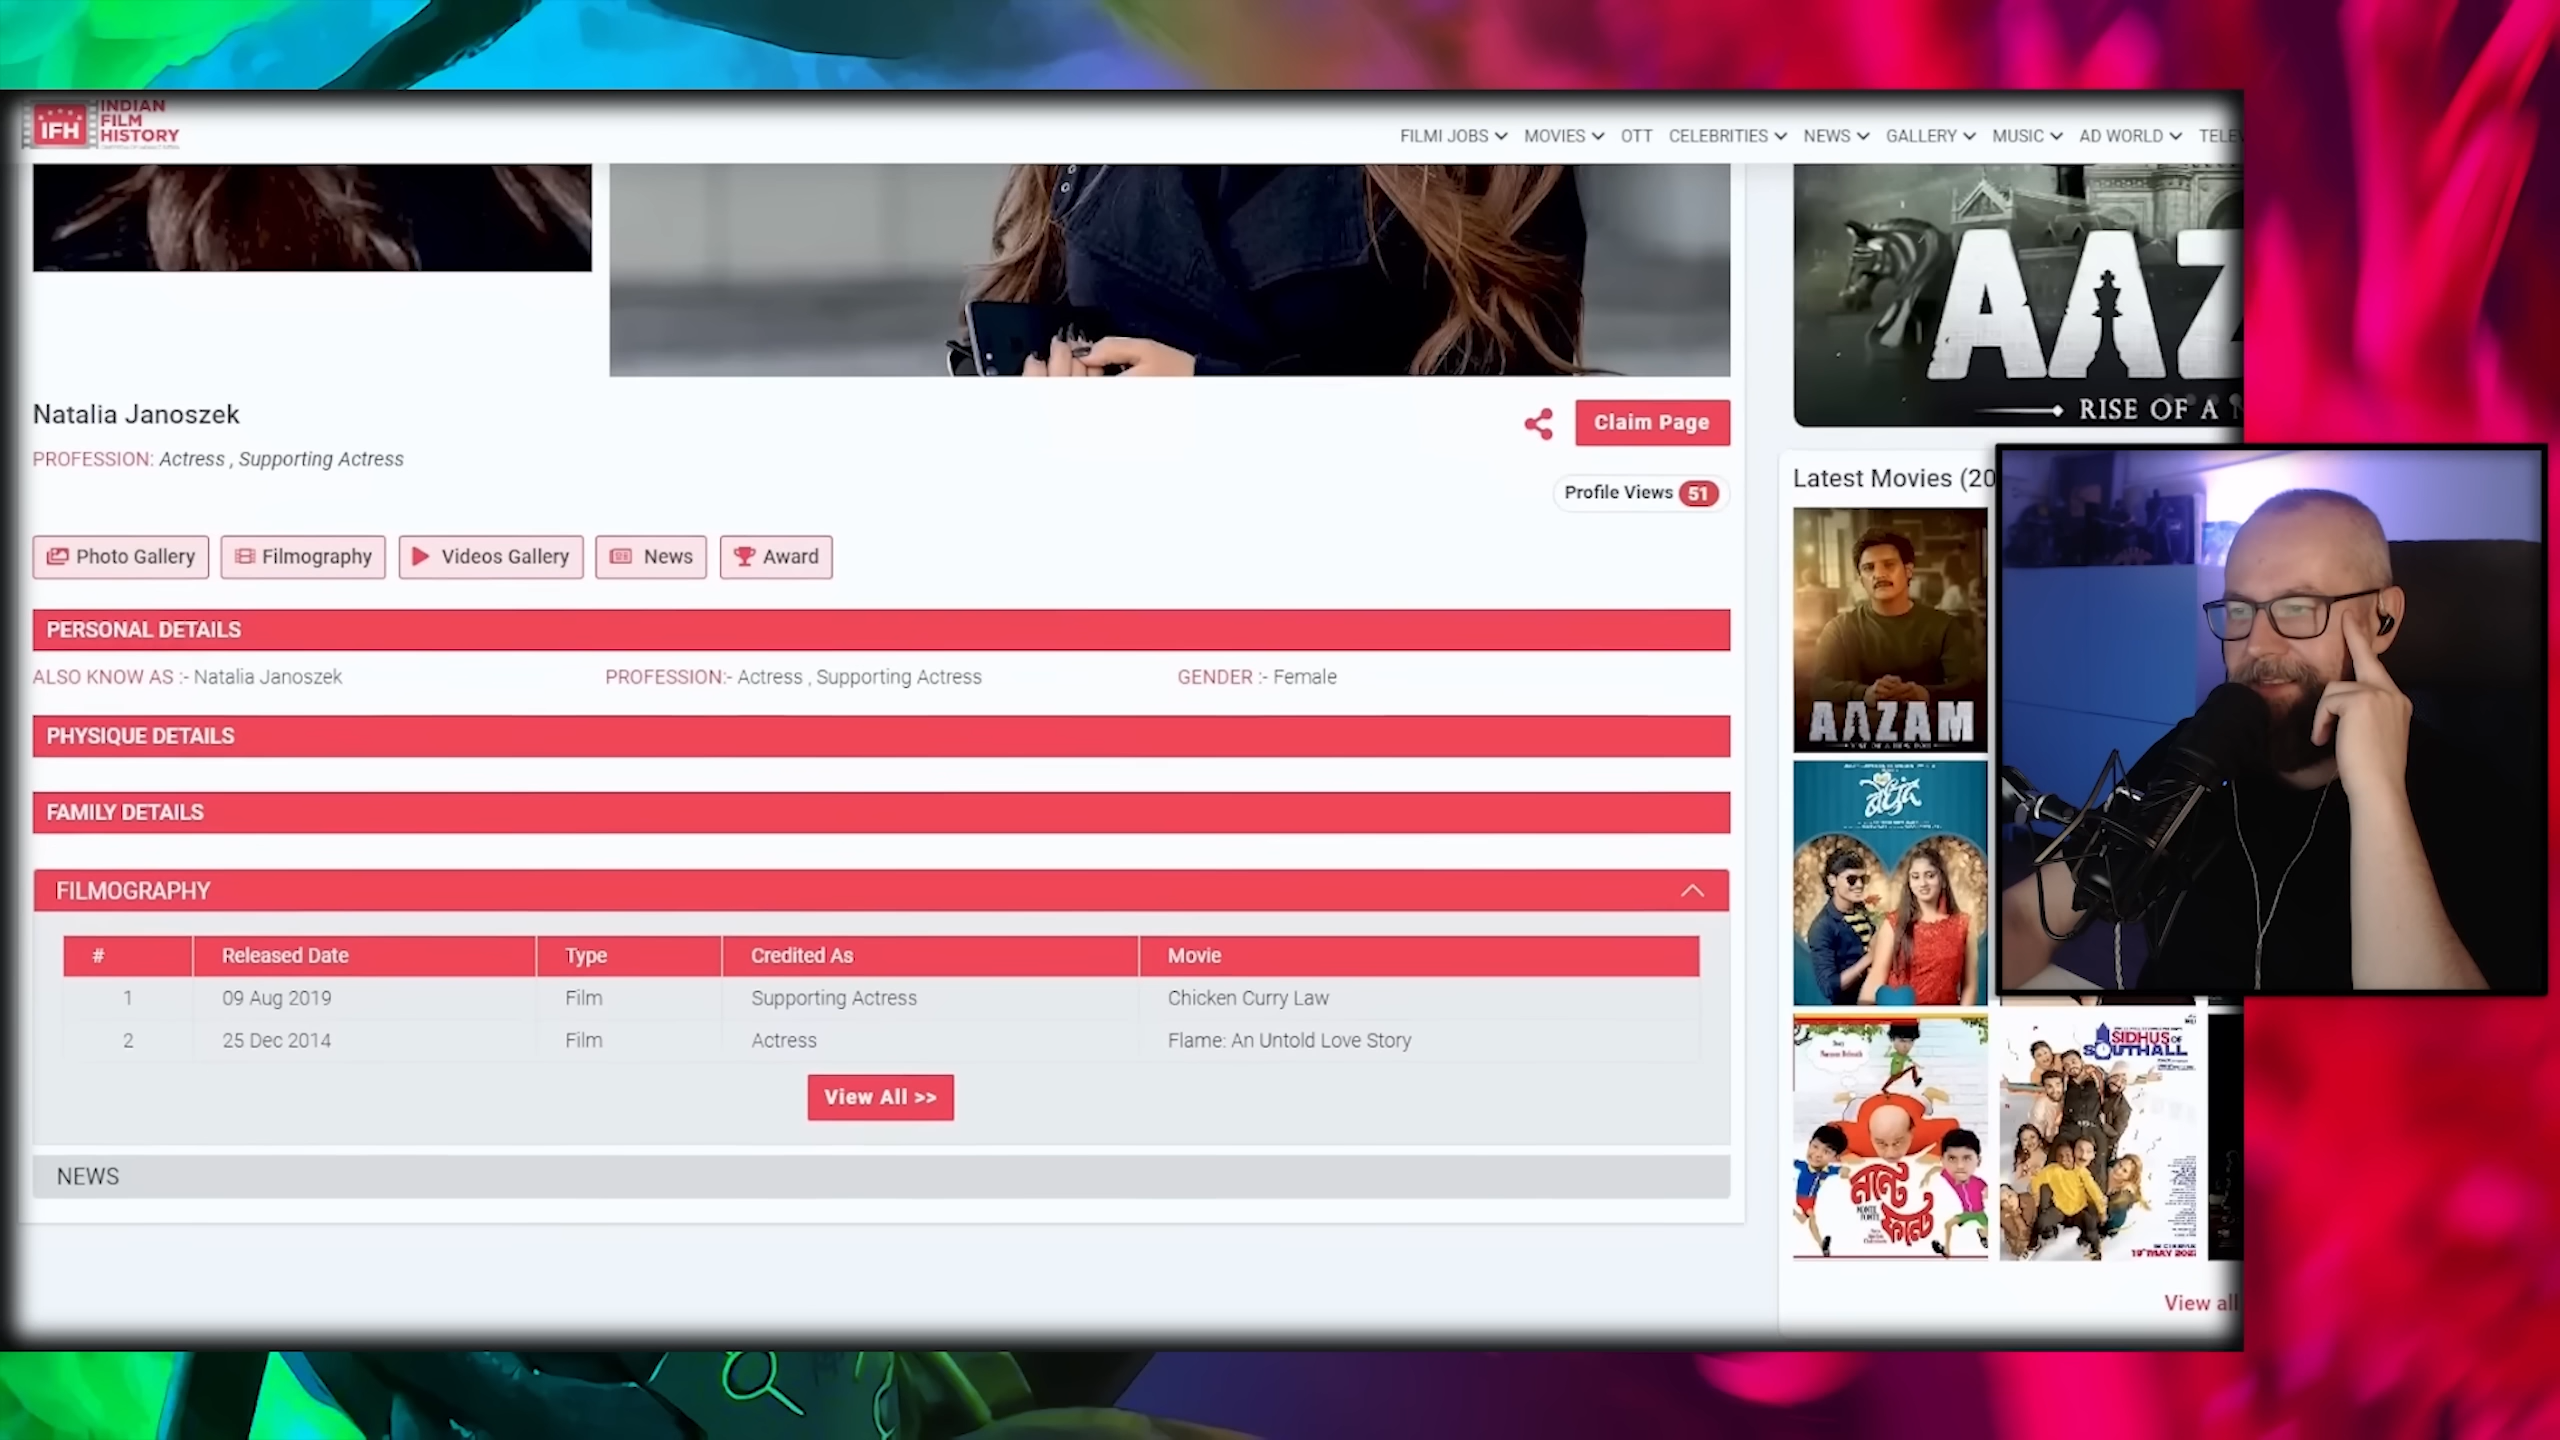 INDIAN
FILM
HISTORY
IFH
FILMI JOBS MOVIES OTT CELEBRITIES NEWS GALLERY MUSIC AD WORLD
AAZ
RISE OF A
Natalia Janoszek
Claim Page
PROFESSION: Actress , Supporting Actress
Profile Views 51
Latest Movies (20
Photo Gallery Filmography Videos Gallery News Award
PERSONAL DETAILS
ALSO KNOW AS :- Natalia Janoszek PROFESSION:- Actress , Supporting Actress GENDER :- Female
AAZAM
PHYSIQUE DETAILS
FAMILY DETAILS
FILMOGRAPHY
# Released Date Type Credited As Movie
1 09 Aug 2019 Film Supporting Actress Chicken Curry Law
2 25 Dec 2014 Film Actress Flame: An Untold Love Story
View All >>
SIDHUS OF
SOUTHALL
NEWS
View all